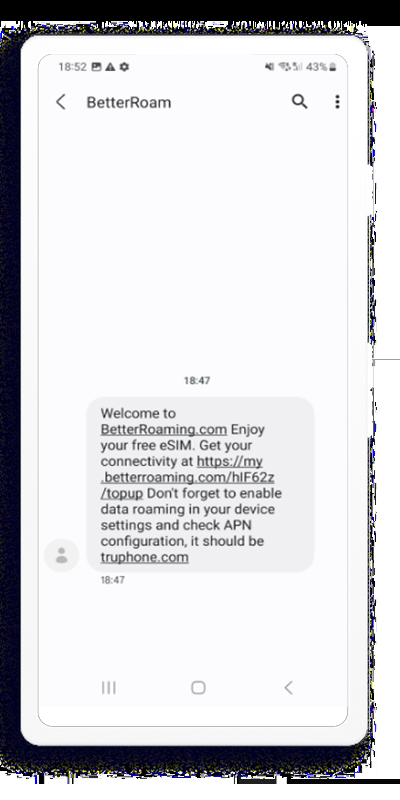 18:52 43%
BetterRoam
18:47
Welcome to
BetterRoaming.com Enjoy
your free eSIM. Get your
connectivity at https://my
.betterroaming.com/hIF62z
/topup Don't forget to enable
data roaming in your device
settings and check APN
configuration, it should be
truphone.com
18:47